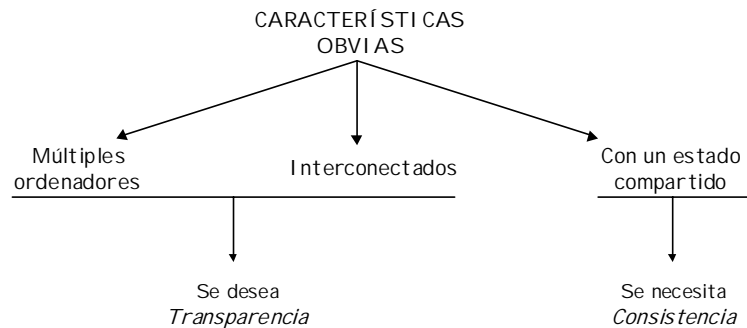 CARACTERÍSTICAS
OBVIAS
Múltiples
ordenadores
Interconectados
Con un estado
compartido
Se desea
Transparencia
Se necesita
Consistencia